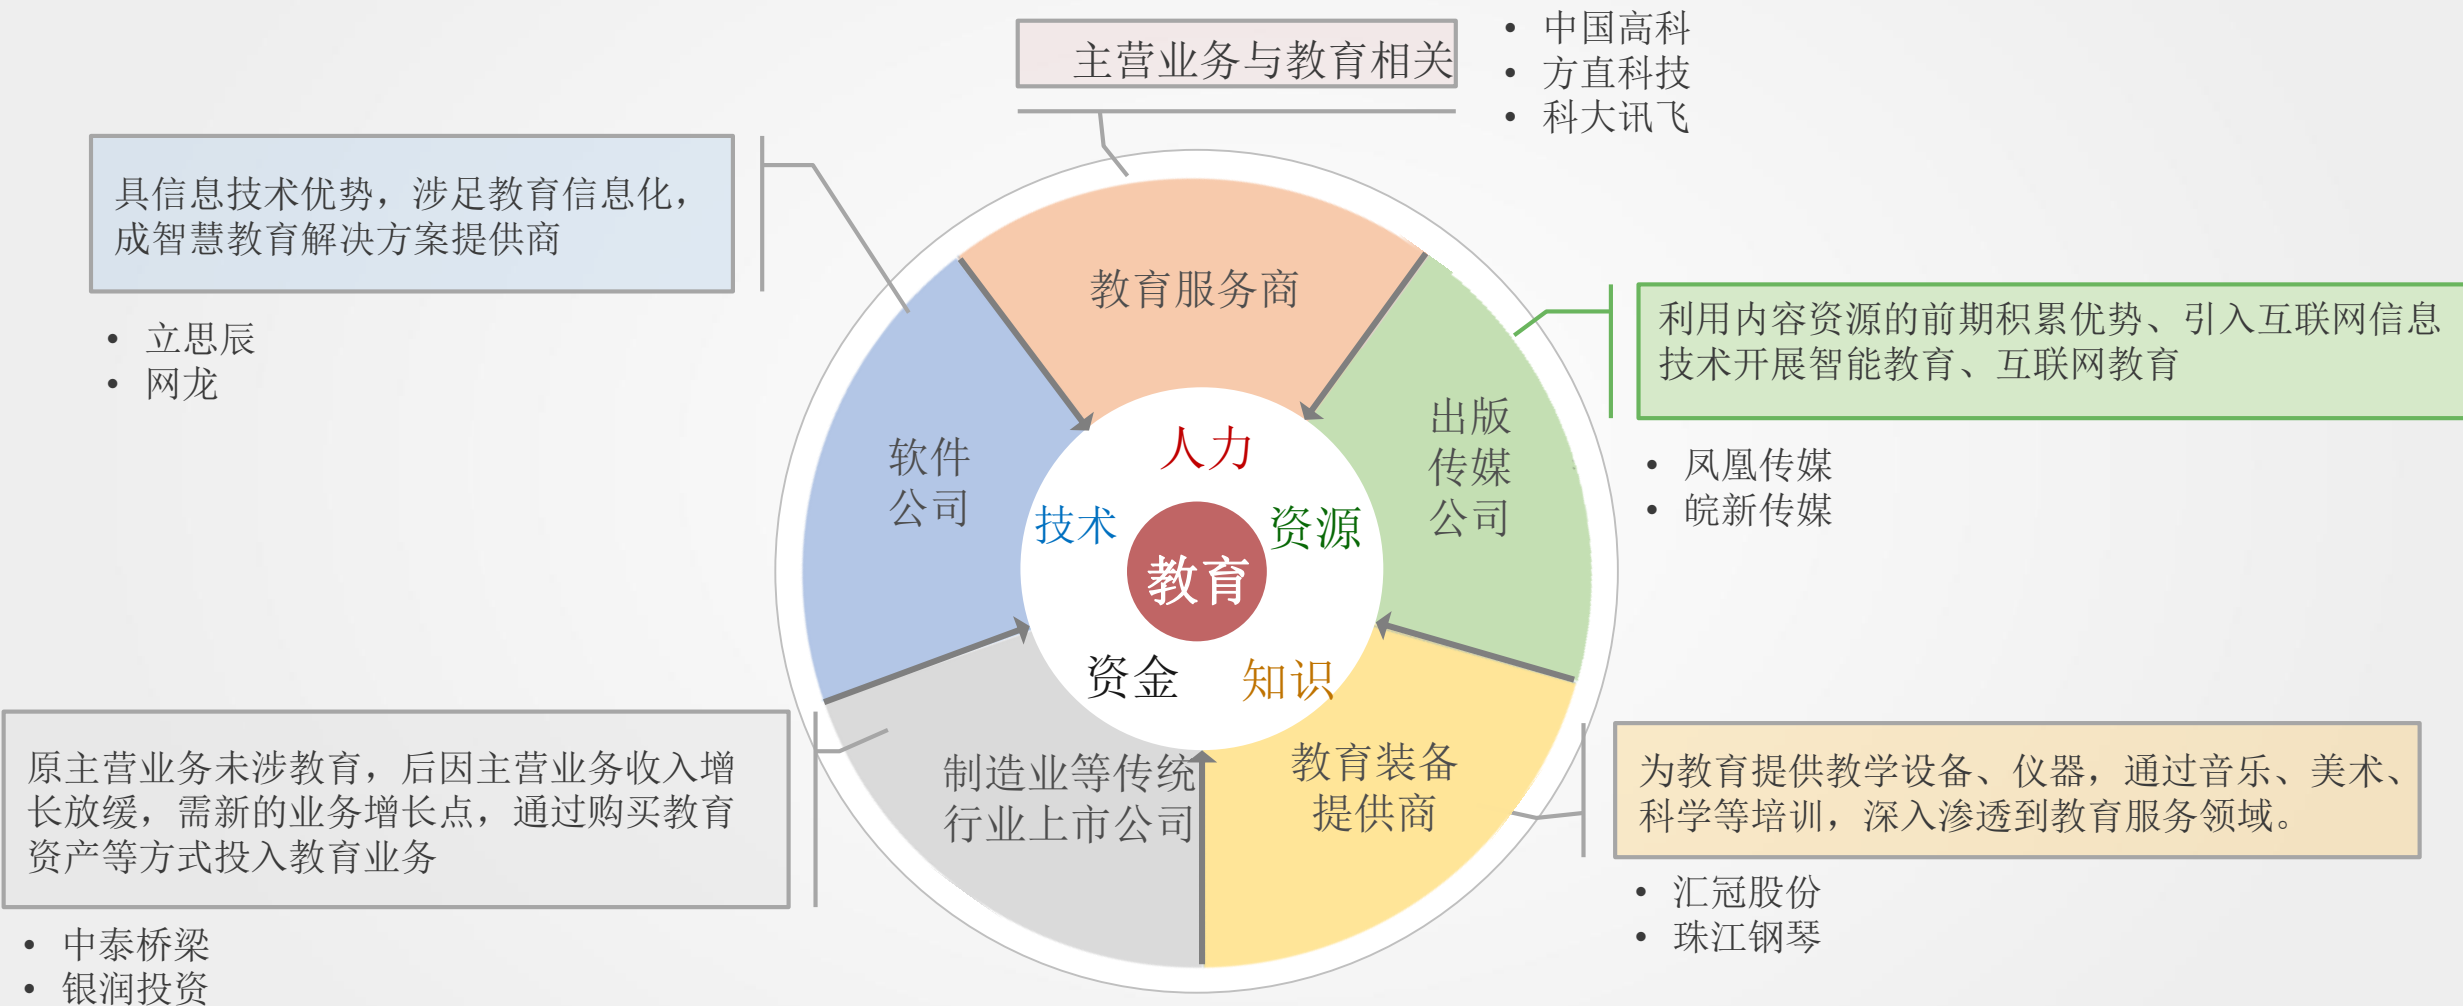 主营业务与教育相关
• 中国高科
• 方直科技
• 科大讯飞
具信息技术优势，涉足教育信息化，
成智慧教育解决方案提供商
• 立思辰
• 网龙
教育服务商
利用内容资源的前期积累优势、引入互联网信息
技术开展智能教育、互联网教育
• 凤凰传媒
• 皖新传媒
软件
公司
出版
传媒
公司
人力
技术
资源
教育
资金
知识
原主营业务未涉教育，后因主营业务收入增
长放缓，需新的业务增长点，通过购买教育
资产等方式投入教育业务
• 中泰桥梁
• 银润投资
制造业等传统
行业上市公司
教育装备
提供商
为教育提供教学设备、仪器，通过音乐、美术、
科学等培训，深入渗透到教育服务领域。
• 汇冠股份
• 珠江钢琴